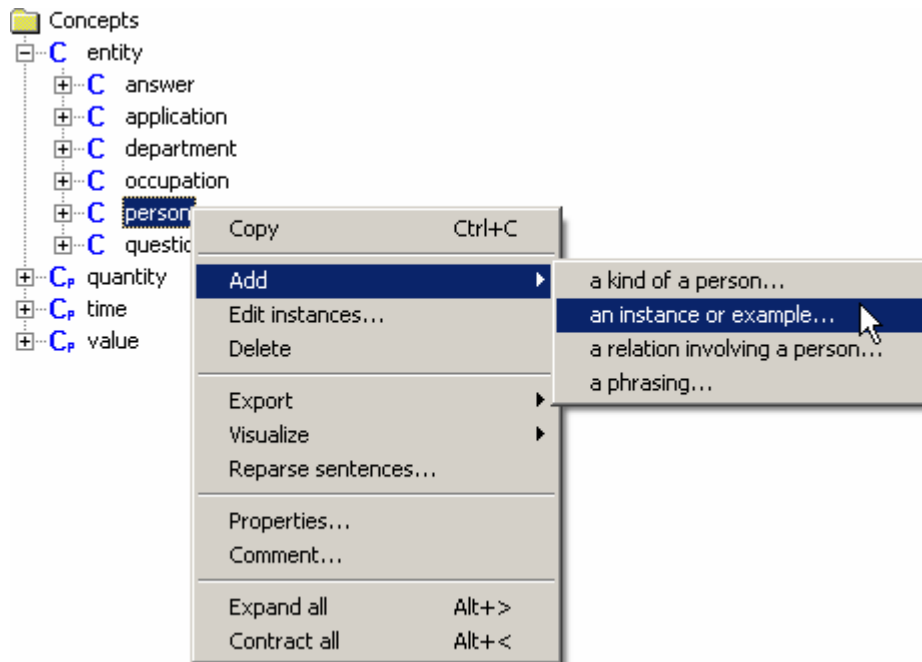 Concepts
C entity
C answer
C application
C department
C occupation
C person
C questio
CP quantity
CP time
CP value
Copy Ctrl+C
Add
Edit instances...
Delete
Export
Visualize
Reparse sentences...
Properties...
Comment...
Expand all Alt+>
Contract all Alt+<
a kind of a person...
an instance or example...
a relation involving a person...
a phrasing...